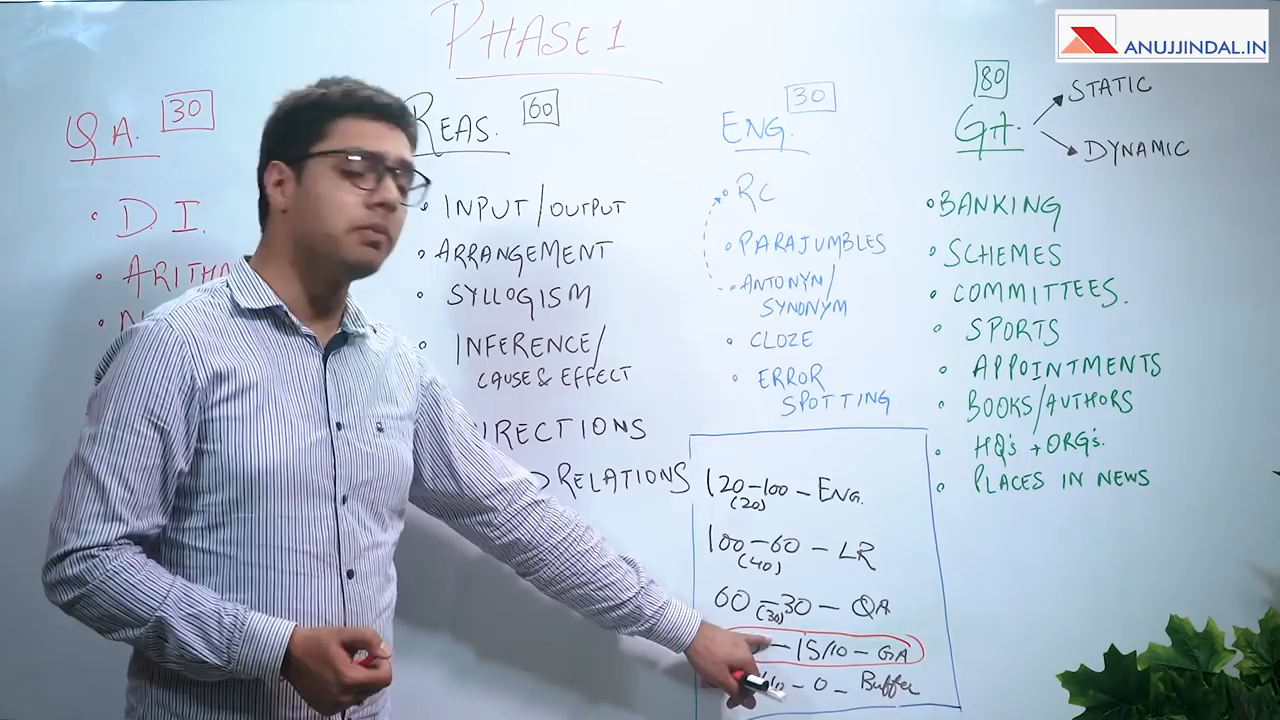 PHASE 1
ANUJJINDAL.IN
QA. 30
D.I.
REAS. 60
INPUT/OUTPUT
ARRANGEMENT
SYLLOGISM
INFERENCE/
CAUSE & EFFECT
RELATIONS
ENG. 30
RC
PARAJUMBLES
ANTONYM/
SYNONYM
CLOZE
ERROR
SPOTTING
80
GA.
STATIC
DYNAMIC
BANKING
SCHEMES
COMMITTEES.
SPORTS
APPOINTMENTS
BOOKS/AUTHORS
HQ's + ORG's.
PLACES IN NEWS
120-100 - ENG.
(20)
100-60 - LR
(40)
60-30 - QA
(30)
- 15/10 - GA
- 0 - Buffer